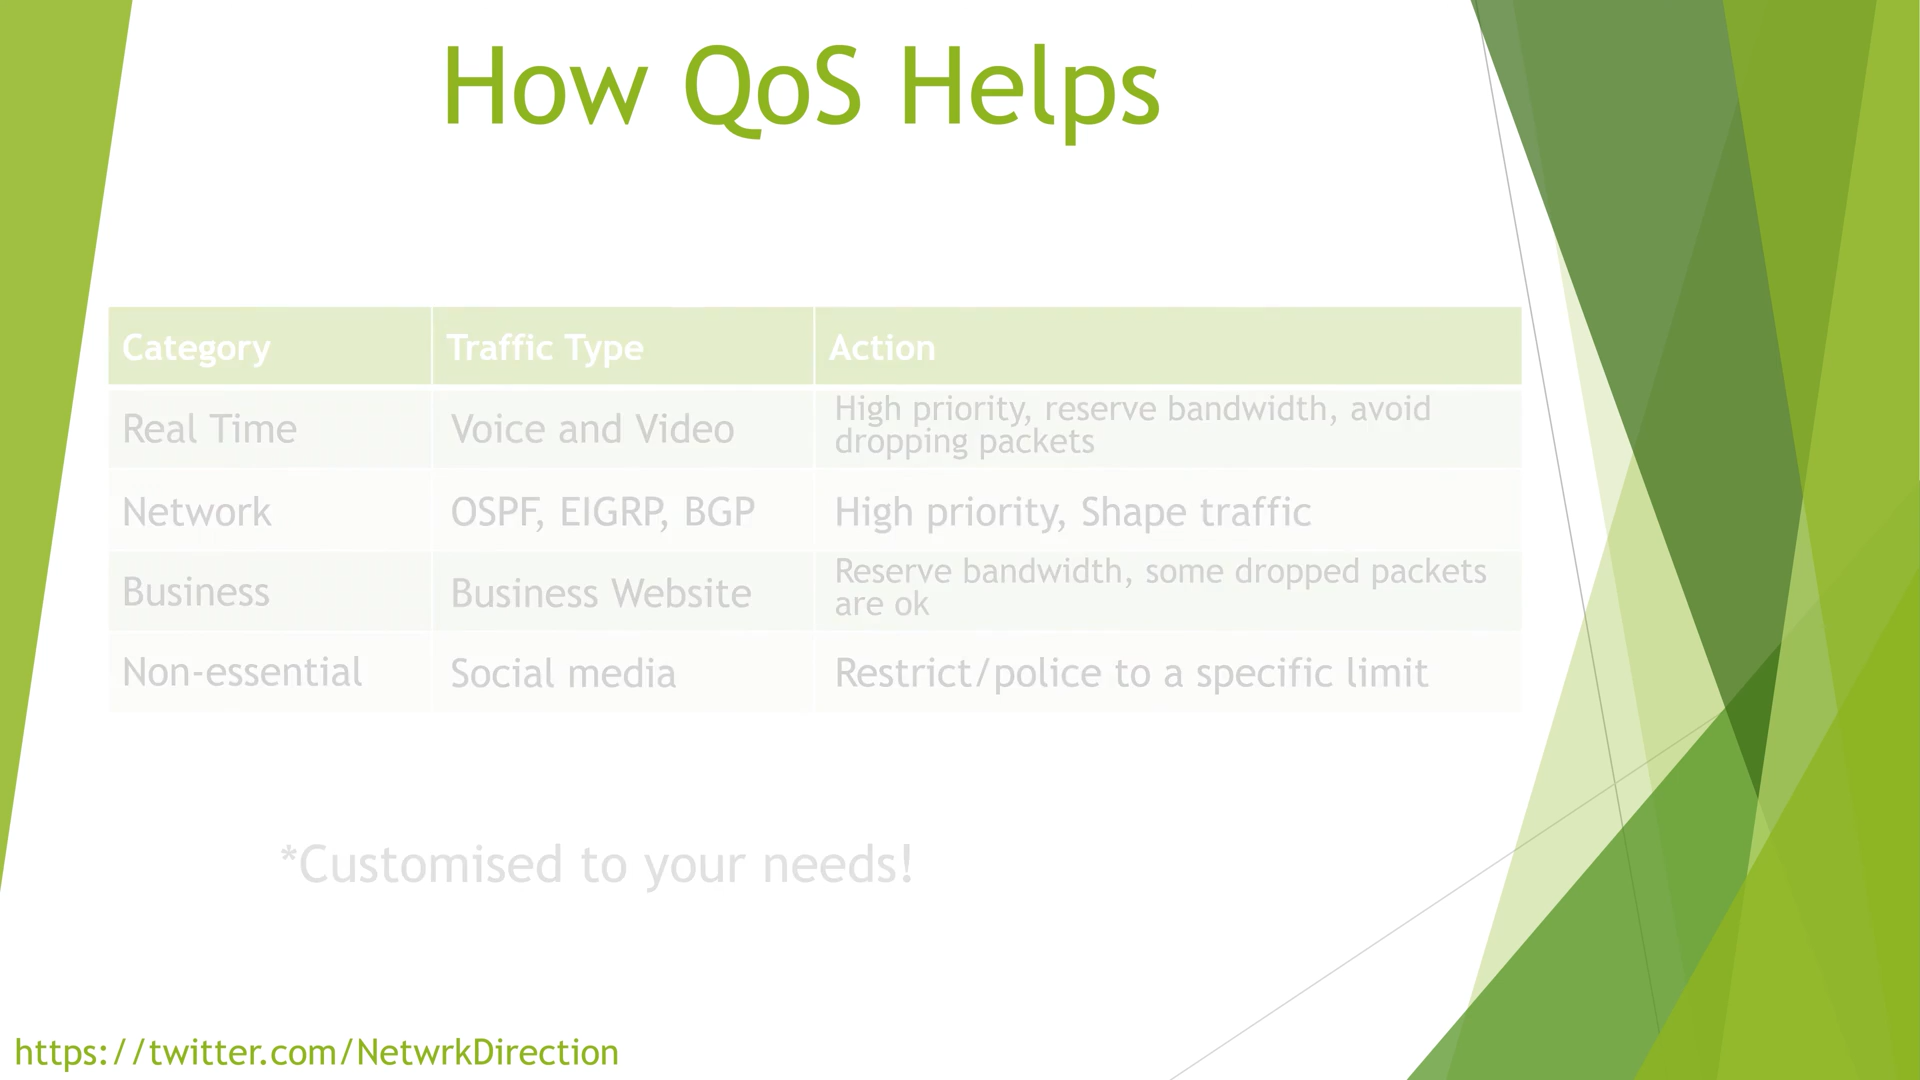 How QoS Helps
Category Traffic Type Action
Real Time Voice and Video High priority, reserve bandwidth, avoid
dropping packets
Network OSPF, EIGRP, BGP High priority, Shape traffic
Business Business Website Reserve bandwidth, some dropped packets
are ok
Non-essential Social media Restrict/police to a specific limit
*Customised to your needs!
https://twitter.com/NetwrkDirection